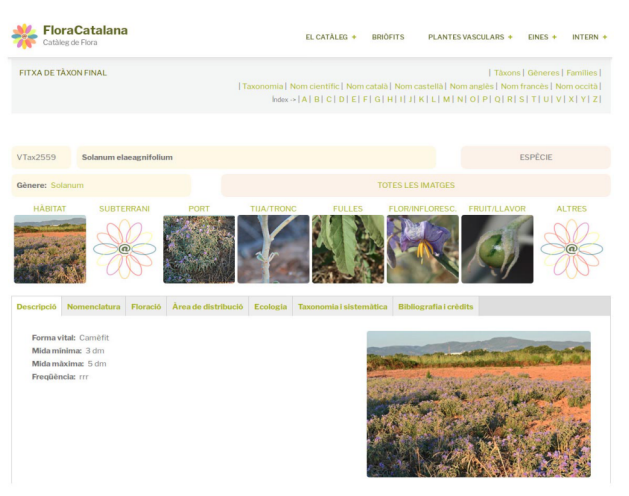 FloraCatalana
Catàleg de Flora
EL CATÀLEG + BRIÒFITS PLANTES VASCULARS + EINES + INTERN +
FITXA DE TÀXON FINAL
| Tàxons | Gèneres | Famílies |
| Taxonomia | Nom científic | Nom català | Nom castellà | Nom anglès | Nom francès | Nom occità |
Índex -> | A | B | C | D | E | F | G | H | I | J | K | L | M | N | O | P | Q | R | S | T | U | V | X | Y | Z |
VTax2559 Solanum elaeagnifolium ESPÈCIE
Gènere: Solanum TOTES LES IMATGES
HÀBITAT SUBTERRANI PORT TIJA/TRONC FULLES FLOR/INFLORESC. FRUIT/LLAVOR ALTRES
Descripció Nomenclatura Floració Àrea de distribució Ecologia Taxonomia i sistemàtica Bibliografia i crèdits
Forma vital: Camèfit
Mida mínima: 3 dm
Mida màxima: 5 dm
Freqüència: rrr